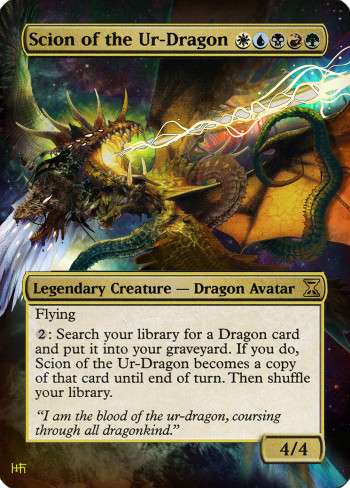 Scion of the Ur-Dragon
Flying
2: Search your library for a Dragon card
and put it into your graveyard. If you do,
Scion of the Ur-Dragon becomes a copy
of that card until end of turn. Then shuffle
your library.
"I am the blood of the ur-dragon, coursing
through all dragonkind."
Legendary Creature — Dragon Avatar
4/4